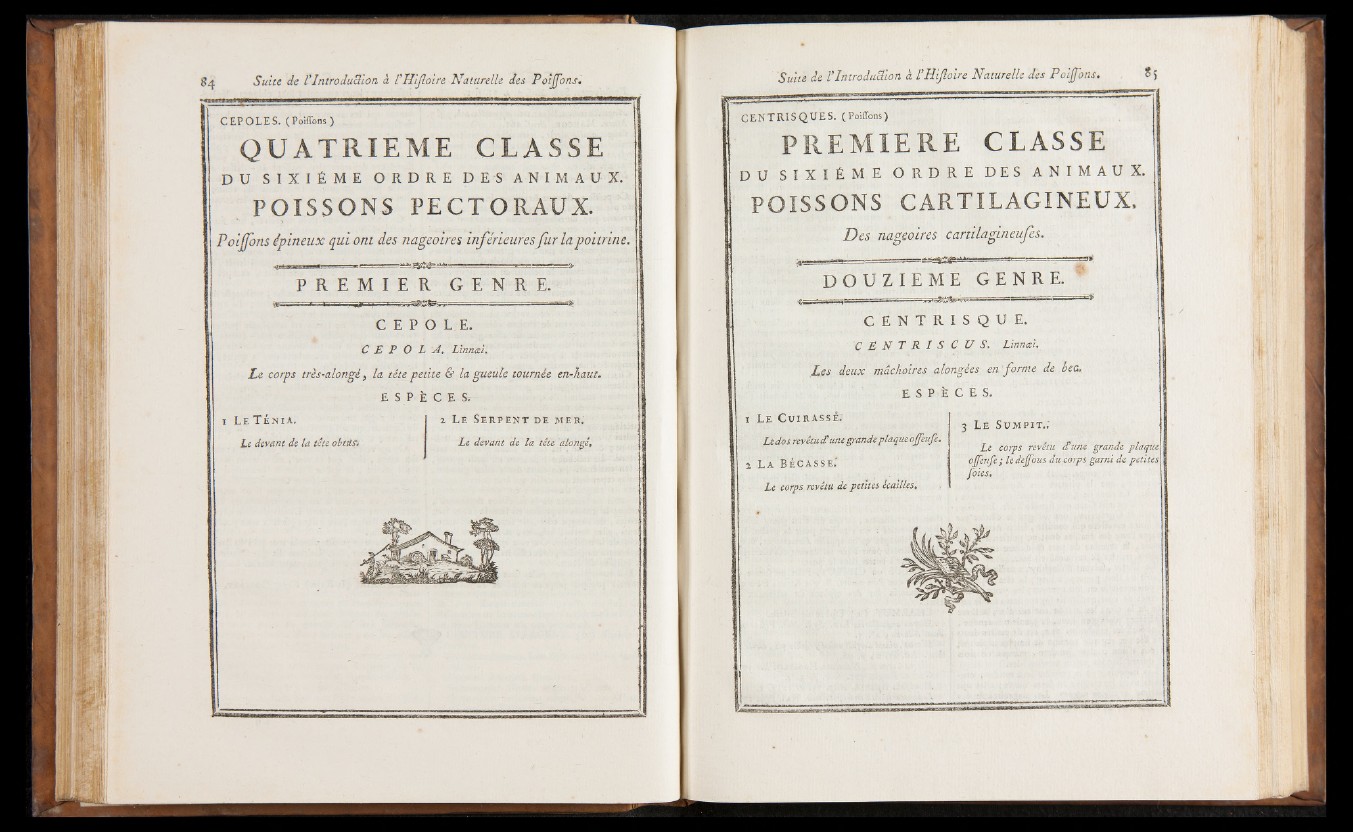 84 Suite de l'Introduction à l'Hiſtoire Naturelle des Poiſſons.
CEPOLES. (Poiſſons)
QUATRIEME CLASSE
DU SIXIÉME ORDRE DES ANIMAUX.
POISSONS PECTORAUX.
Poiſſons épineux qui ont des nageoires inférieures ſur la poitrine.
PREMIER GENRE.
CEPOLE.
CEPOLA. Linnæi.
Le corps très-alongé, la tête petite & la gueule tournée en-haut.
ESPÈCES.
1 LE TÉNIA.
Le devant de la tête obtus.
2 LE SERPENT DE MER.
Le devant de la tête alongé.
Suite de l'Introduction à l'Hiſtoire Naturelle des Poiſſons. 85
CENTRISQUES. (Poiſſons)
PREMIERE CLASSE
DU SIXIÉME ORDRE DES ANIMAUX.
POISSONS CARTILAGINEUX.
Des nageoires cartilagineuſes.
DOUZIEME GENRE.
CENTRISQUE.
CENTRISCUS. Linnæi.
Les deux mâchoires alongées en forme de bec.
ESPÈCES.
1 LE CUIRASSÉ.
Le dos revêtu d'une grande plaque oſſeuſe.
2 LA BÉCASSE.
Le corps revêtu de petites écailles.
3 LE SUMPIT.
Le corps revêtu d'une grande plaque
oſſeuſe; le deſſous du corps garni de petites
ſoies.